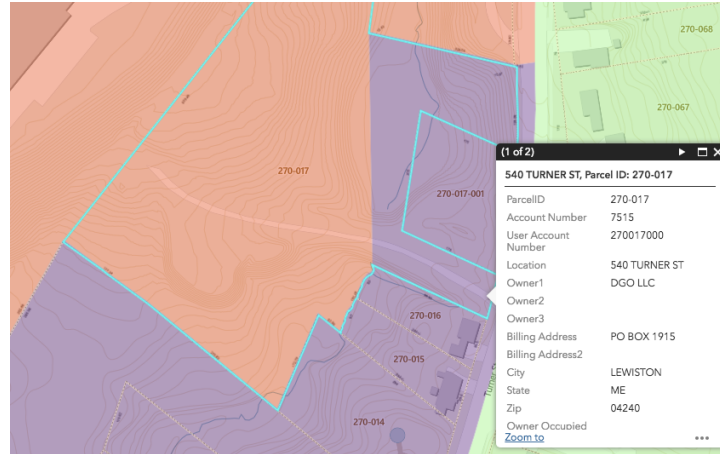 270-068
270-067
(1 of 2)
540 TURNER ST, Parcel ID: 270-017
ParcelID 270-017
Account Number 7515
User Account Number 270017000
Location 540 TURNER ST
Owner1 DGO LLC
Owner2
Owner3
Billing Address PO BOX 1915
Billing Address2
City LEWISTON
State ME
Zip 04240
Owner Occupied
Zoom to
270-017
270-017-001
270-016
270-015
270-014
Turner